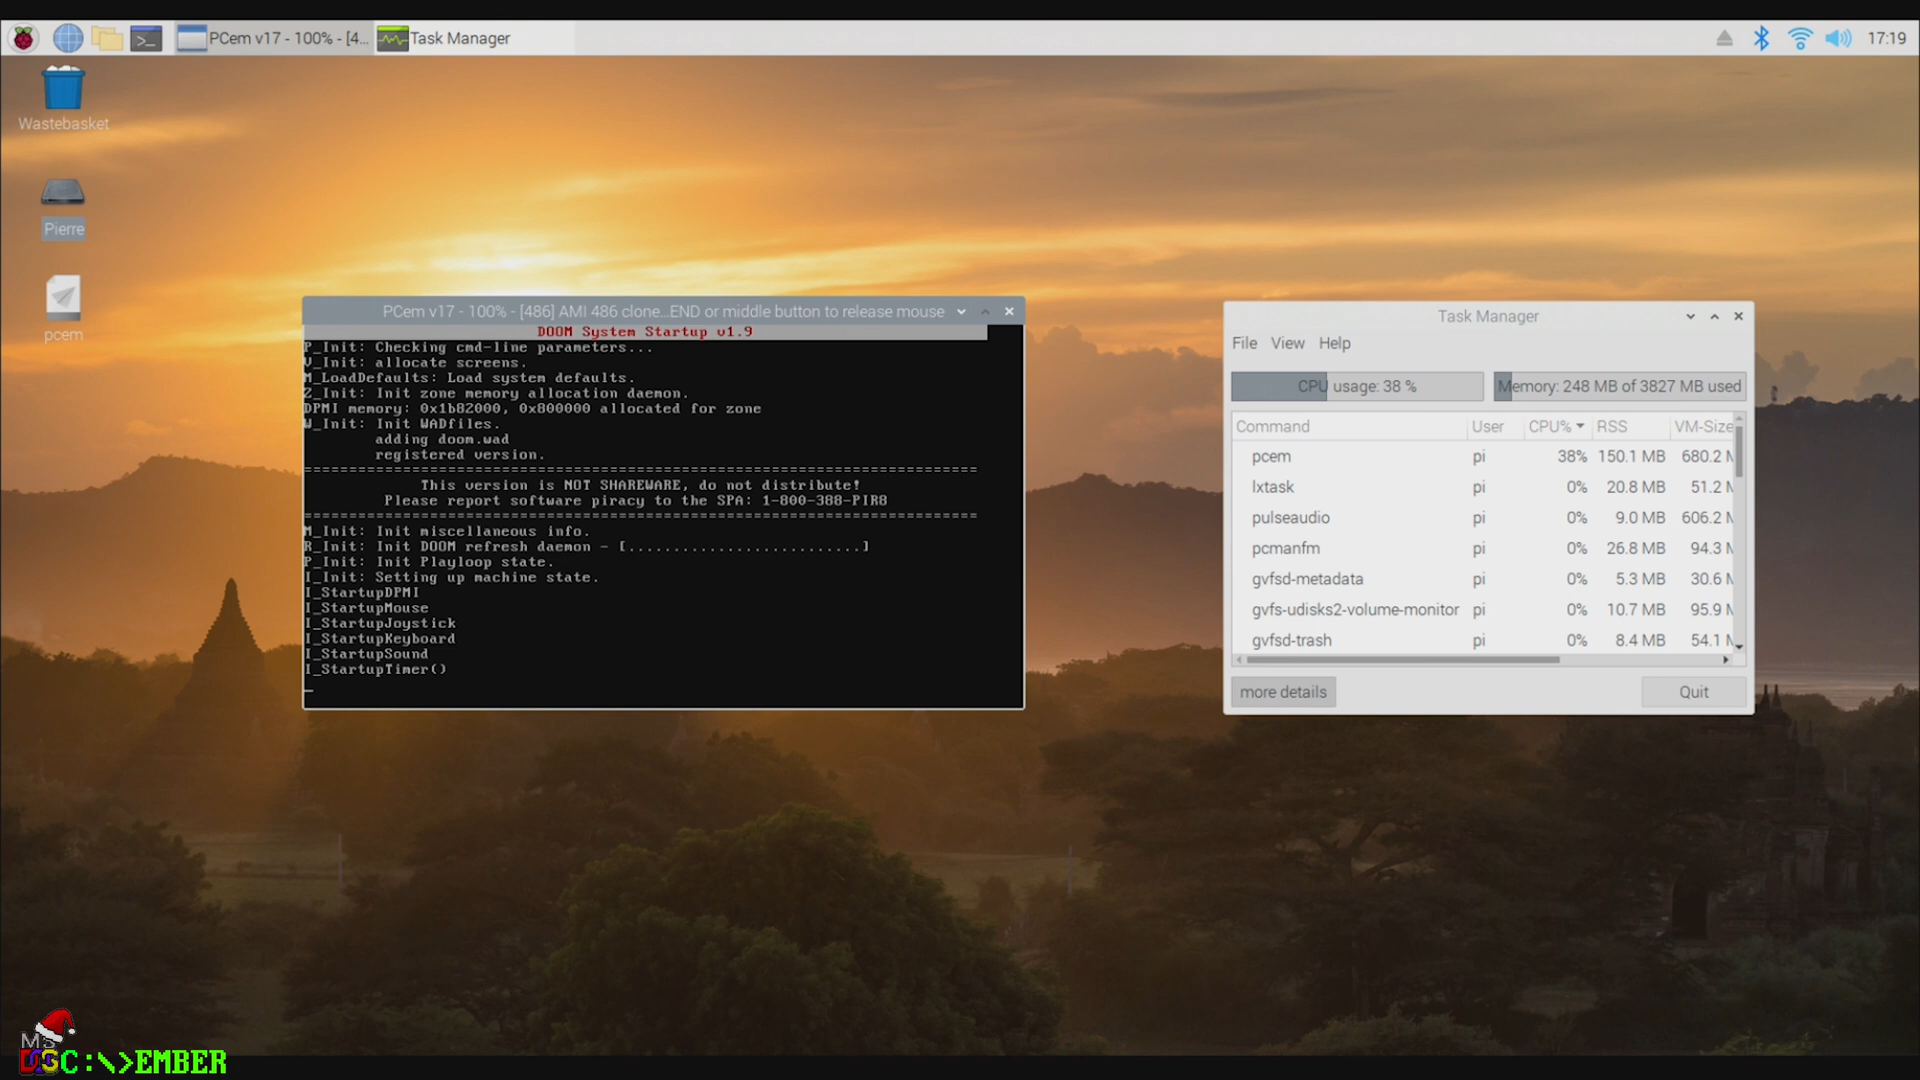 PCem v17 - 100% - [4...
Task Manager
17:19
Wastebasket
Pierre
pcem
PCem v17 - 100% - [486] AMI 486 clone...END or middle button to release mouse
DOOM System Startup v1.9
P_Init: Checking cmd-line parameters...
V_Init: allocate screens.
M_LoadDefaults: Load system defaults.
Z_Init: Init zone memory allocation daemon.
DPMI memory: 0x1b82000, 0x800000 allocated for zone
W_Init: Init WADfiles.
adding doom.wad
registered version.
===========================================================================
This version is NOT SHAREWARE, do not distribute!
Please report software piracy to the SPA: 1-800-388-PIR8
===========================================================================
M_Init: Init miscellaneous info.
R_Init: Init DOOM refresh daemon - [..........................]
P_Init: Init Playloop state.
I_Init: Setting up machine state.
I_StartupDPMI
I_StartupMouse
I_StartupJoystick
I_StartupKeyboard
I_StartupSound
I_StartupTimer()
_
Task Manager
File View Help
CPU usage: 38 % Memory: 248 MB of 3827 MB used
Command User CPU% RSS VM-Size
pcem pi 38% 150.1 MB 680.2 M
lxtask pi 0% 20.8 MB 51.2 M
pulseaudio pi 0% 9.0 MB 606.2 M
pcmanfm pi 0% 26.8 MB 94.3 M
gvfsd-metadata pi 0% 5.3 MB 30.6 M
gvfs-udisks2-volume-monitor pi 0% 10.7 MB 95.9 M
gvfsd-trash pi 0% 8.4 MB 54.1 M
more details Quit
MS
DOC:\>EMBER